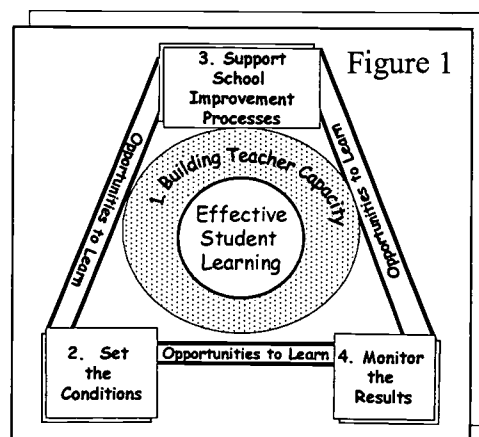 Figure 1
3. Support
School
Improvement
Processes
Opportunities to Learn
Opportunities to Learn
1. Building Teacher Capacity
Effective
Student
Learning
2. Set
the
Conditions
Opportunities to Learn
4. Monitor
the
Results